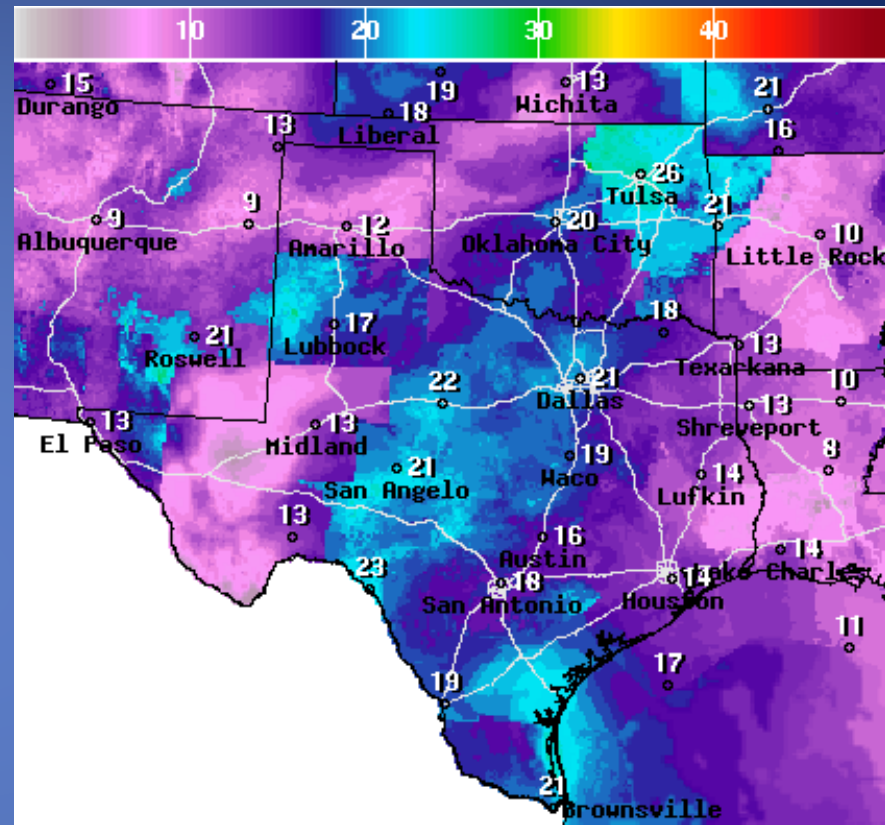 10 20 30 40
15 19 13 21
Durango 18 Wichita
Liberal
13 16
26
Tulsa
9 9 12 20 21 10
Albuquerque Amarillo Oklahoma City Little Rock
21 17 18
Roswell Lubbock 13
Texarkana
22 21 13 10
Dallas
13 13 Shreveport
El Paso Midland
21 19 14 8
San Angelo Waco Lufkin
13 16 14
Austin
23 18 14 Lake Charles
San Antonio Houston
11
17
19
21
Brownsville